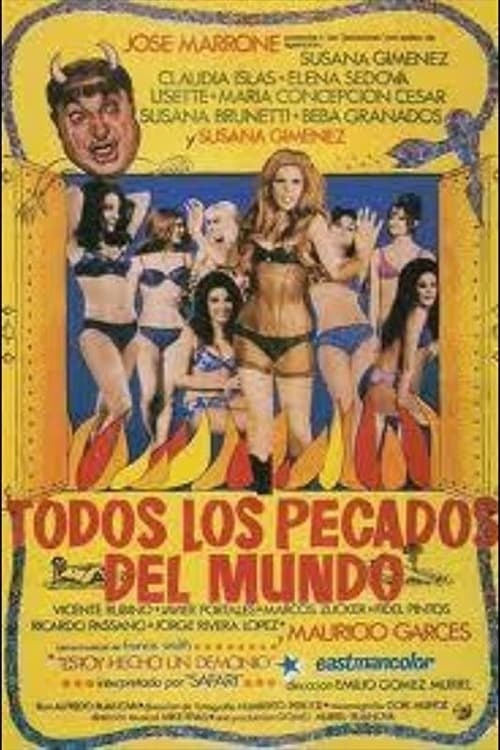 JOSE MARRONE
SUSANA GIMENEZ
CLAUDIA ISLAS • ELENA SEDOVA
LISETTE • MARIA CONCEPCION CESAR
SUSANA BRUNETTI • BEBA GRANADOS
y SUSANA GIMENEZ
TODOS LOS PECADOS
DEL MUNDO
VICENTE RUBINO • JAVIER PORTALES • MARCOS ZUCKER • FIDEL PINTOS
RICARDO PASSANO • JORGE RIVERA LOPEZ • y MAURICIO GARCES
"ESTOY HECHO UN DEMONIO" eastmancolor
interpretado por "SAFARI" dirección EMILIO GOMEZ MURIEL